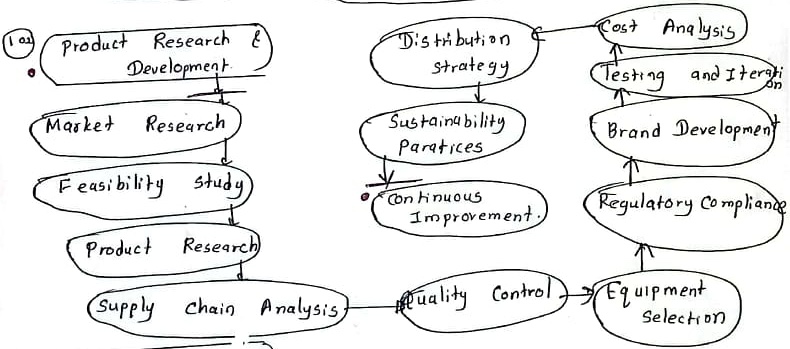 Product Research &
Development.
Market Research
Feasibility Study
Product Research
Supply Chain Analysis
Quality Control
Equipment
Selection
Regulatory Compliance
Brand Development
Testing and Iteration
Cost Analysis
Distribution
Strategy
Sustainability
Paratices
Continuous
Improvement.